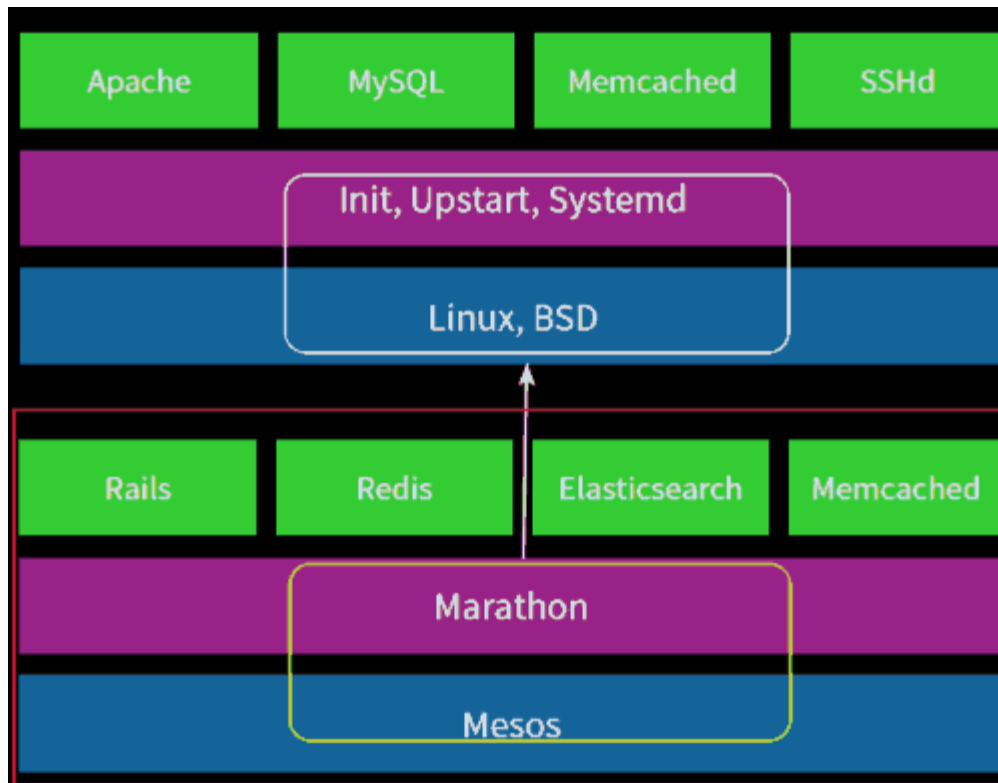 Apache MySQL Memcached SSHd
Init, Upstart, Systemd
Linux, BSD
Rails Redis Elasticsearch Memcached
Marathon
Mesos